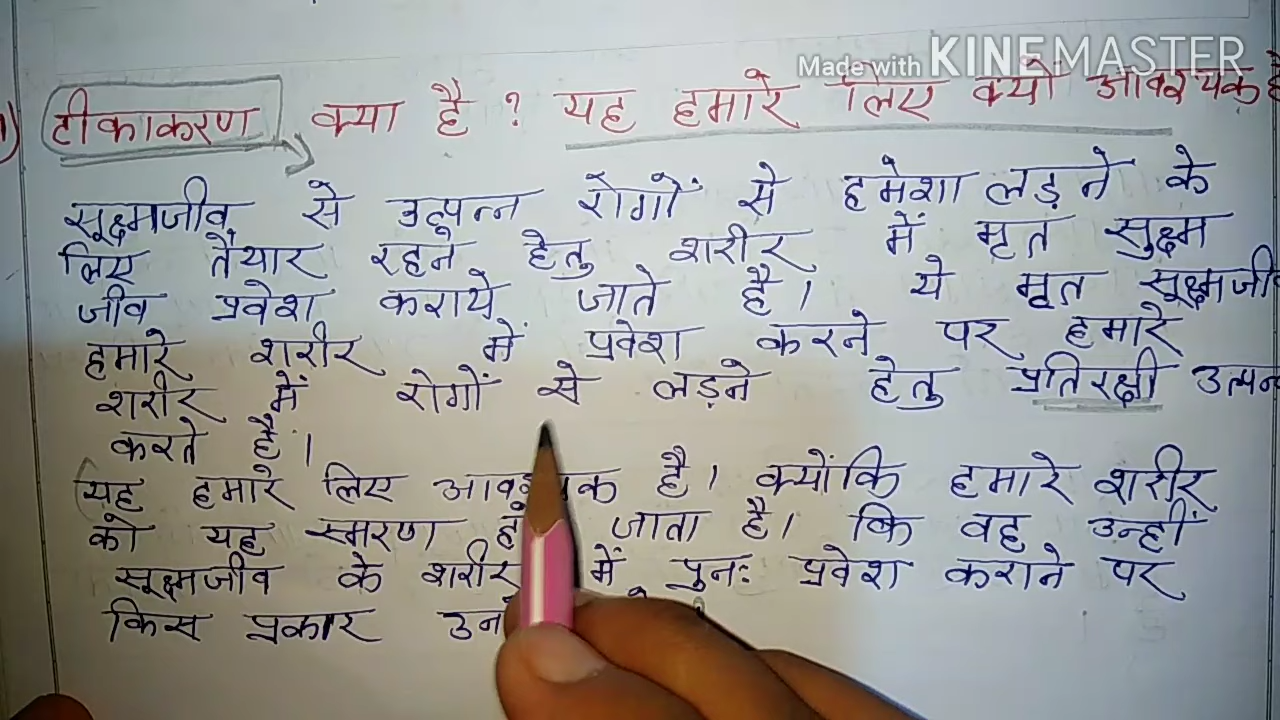 Made with KINEMASTER
टीकाकरण क्या है ? यह हमारे लिए क्यों आवश्यक है
सूक्ष्मजीव से उत्पन्न रोगों से हमेशा लड़ने के
लिए तैयार रहने हेतु शरीर में मृत सुक्ष्म
जीव प्रवेश कराये जाते है। ये मृत सूक्ष्मजी
हमारे शरीर में प्रवेश करने पर हमारे
शरीर में रोगों से लड़ने हेतु प्रतिरक्षी उत्पन
करते हैं।
यह हमारे लिए आवश्यक है। क्योंकि हमारे शरीर
को यह स्मरण हो जाता है। कि वह उन्हीं
सूक्ष्मजीव के शरीर में पुनः प्रवेश कराने पर
किस प्रकार